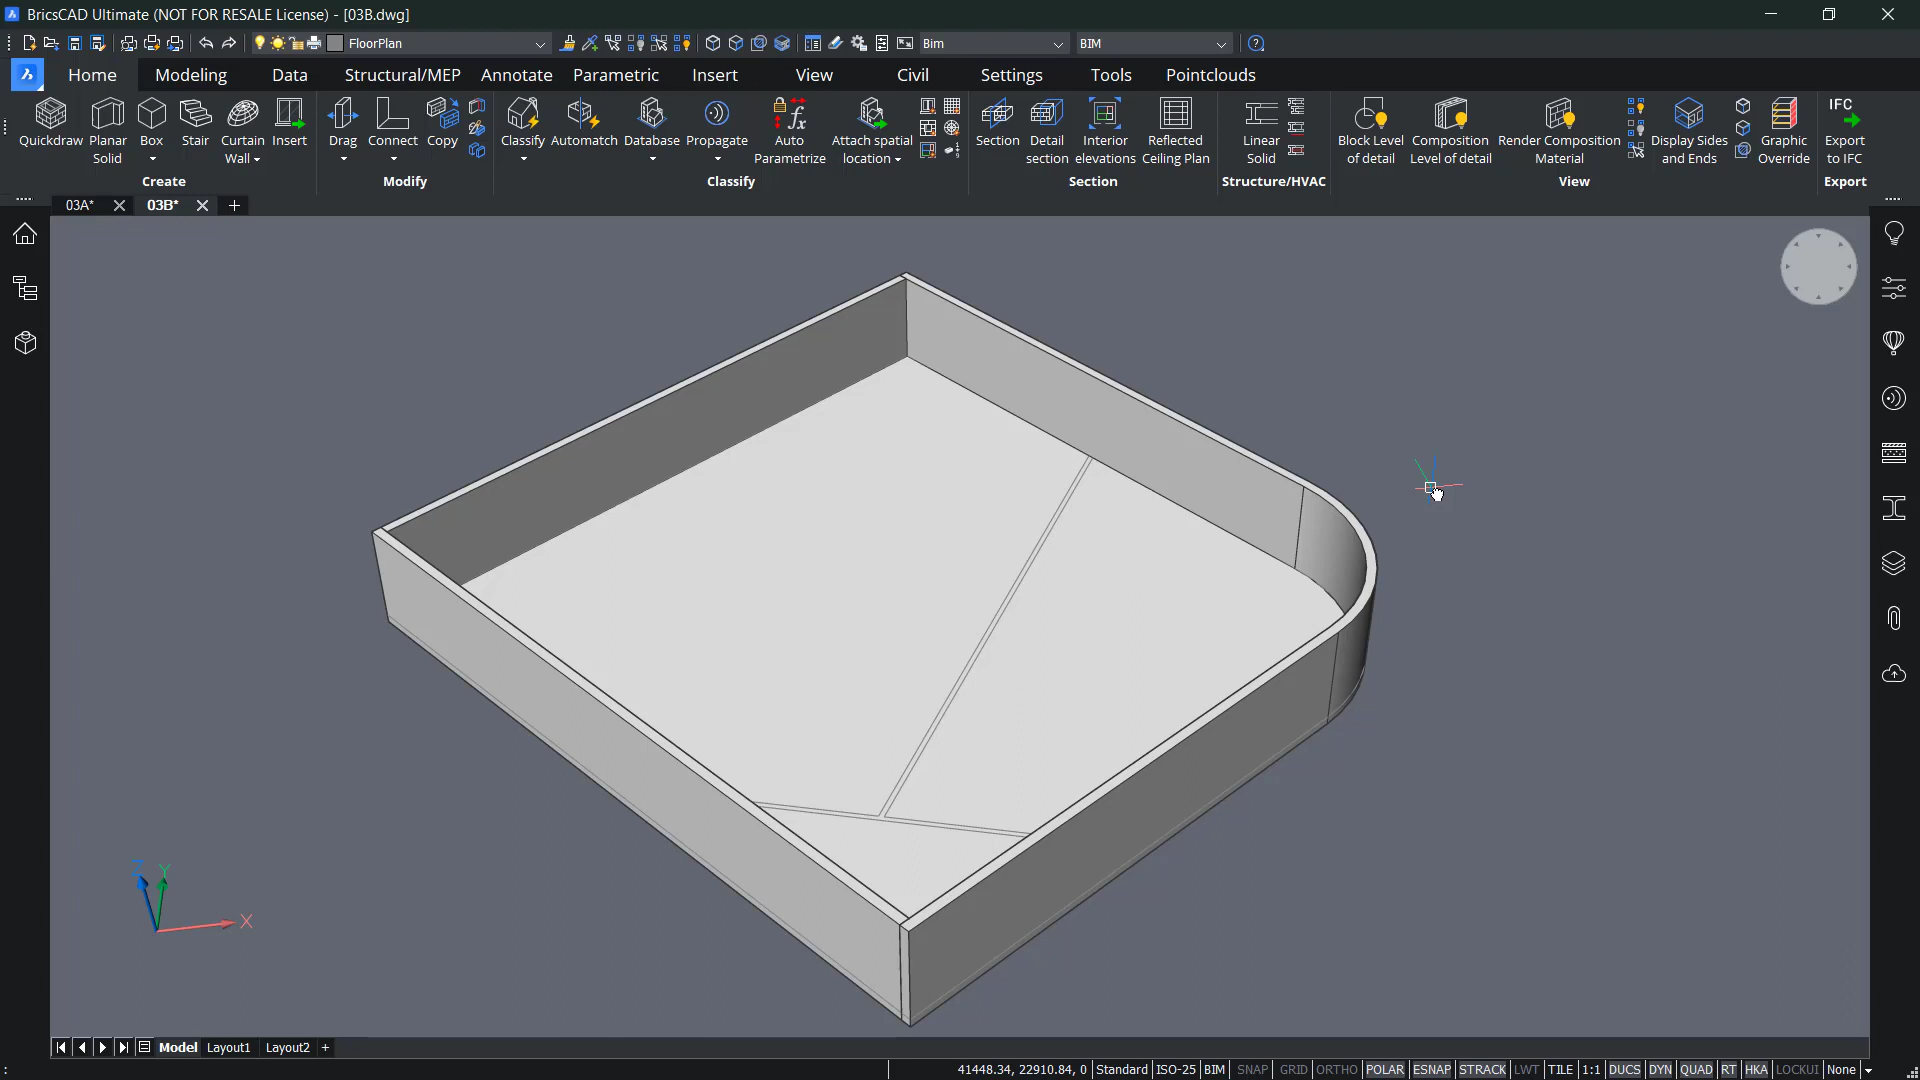 BricsCAD Ultimate (NOT FOR RESALE License) - [03B.dwg]
FloorPlan
Bim
BIM
Home Modeling Data Structural/MEP Annotate Parametric Insert View Civil Settings Tools Pointclouds
Quickdraw
Planar
Solid
Box
Stair
Curtain
Wall
Insert
Create
Drag
Connect
Copy
Modify
Classify
Automatch
Database
Propagate
fx
Auto
Parametrize
Attach spatial
location
Classify
Section
Detail
section
Interior
elevations
Reflected
Ceiling Plan
Section
Linear
Solid
Structure/HVAC
Block Level
of detail
Composition
Level of detail
Render Composition
Material
Display Sides
and Ends
Graphic
Override
View
IFC
Export
to IFC
Export
03A*
03B*
Z
Y
X
Model Layout1 Layout2 +
: 41448.34, 22910.84, 0 Standard ISO-25 BIM SNAP GRID ORTHO POLAR ESNAP STRACK LWT TILE 1:1 DUCS DYN QUAD RT HKA LOCKUI None